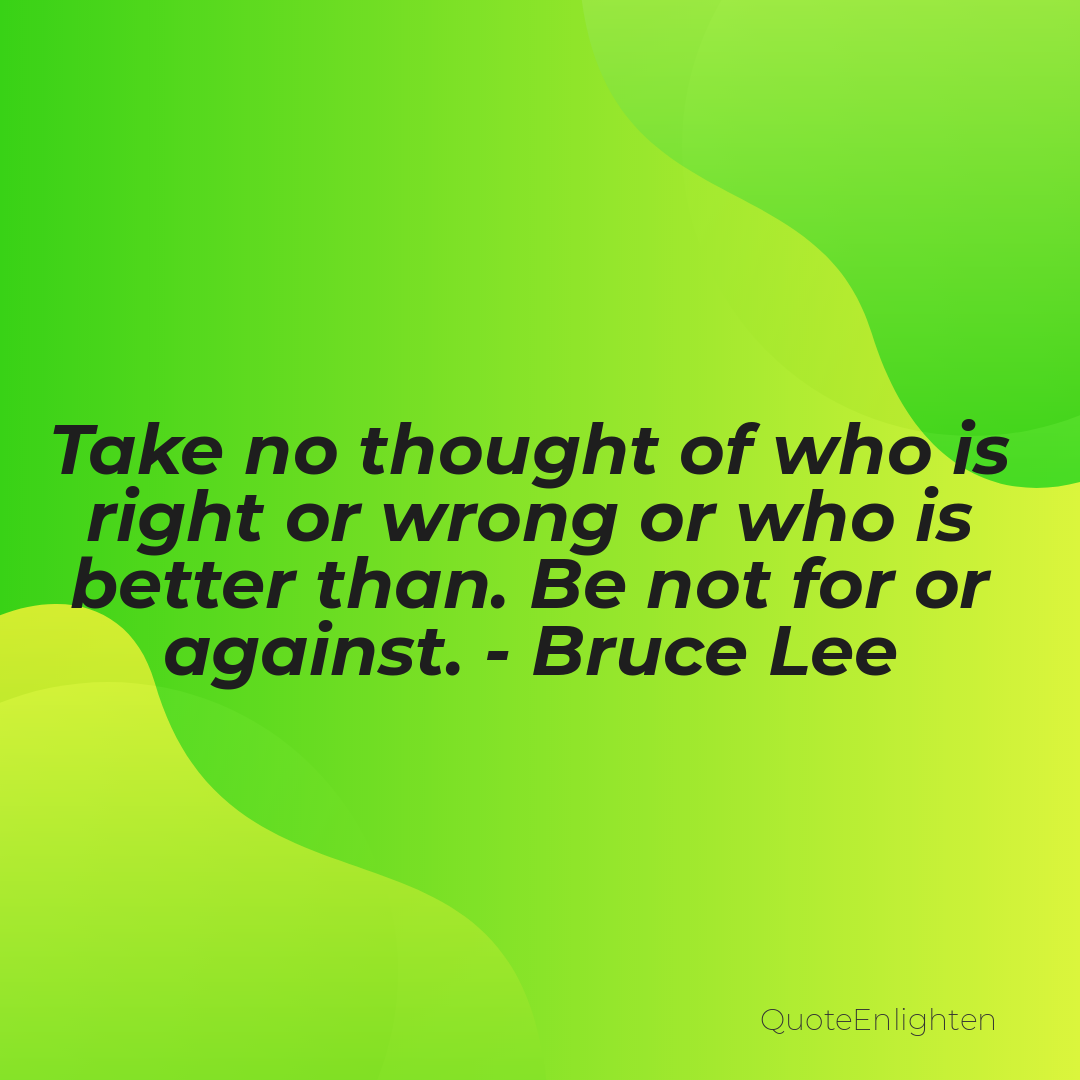 Take no thought of who is
right or wrong or who is
better than. Be not for or
against. - Bruce Lee
QuoteEnlighten